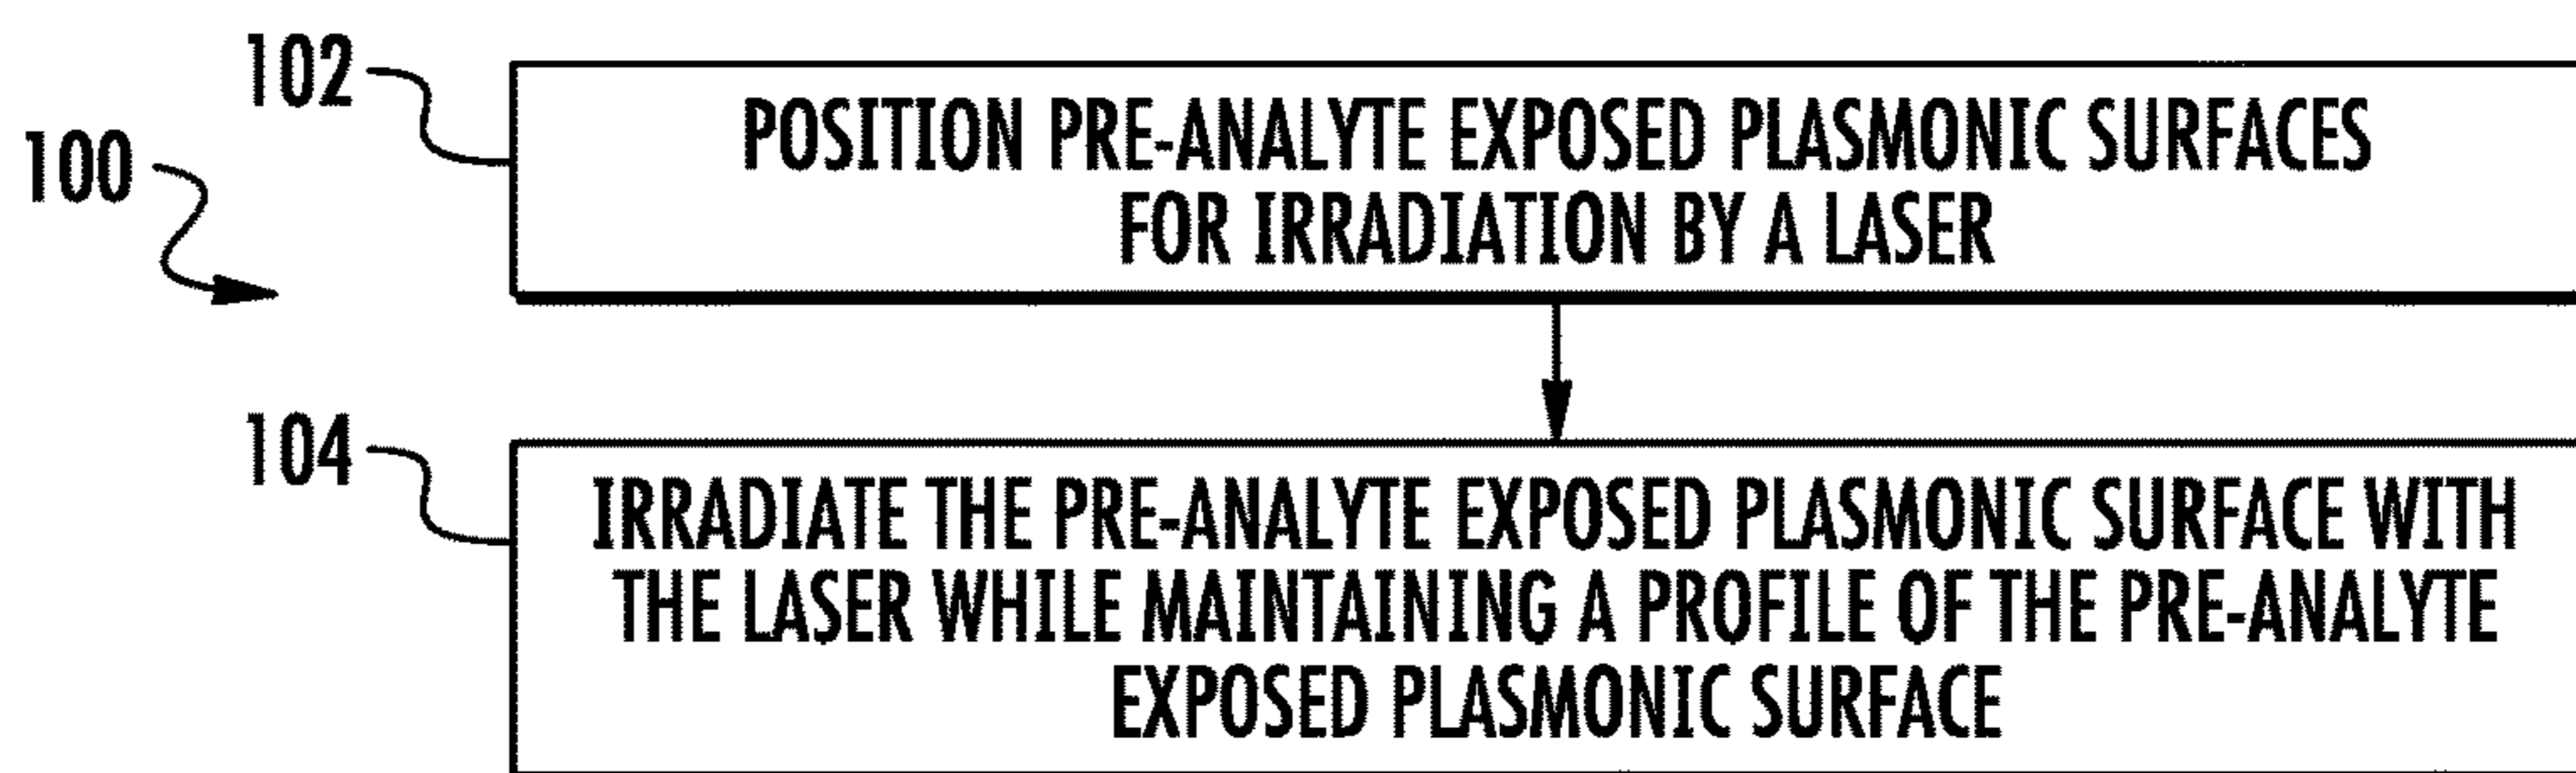 102
POSITION PRE-ANALYTE EXPOSED PLASMONIC SURFACES
FOR IRRADIATION BY A LASER
100
104
IRRADIATE THE PRE-ANALYTE EXPOSED PLASMONIC SURFACE WITH
THE LASER WHILE MAINTAINING A PROFILE OF THE PRE-ANALYTE
EXPOSED PLASMONIC SURFACE